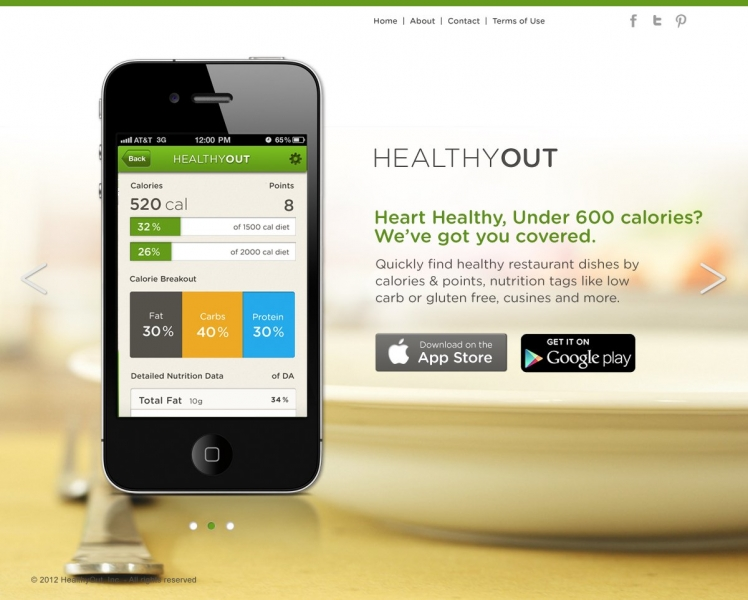 Home | About | Contact | Terms of Use
AT&T 3G 12:00 PM 65%
Back HEALTHYOUT
Calories Points
520 cal 8
32% of 1500 cal diet
26% of 2000 cal diet
Calorie Breakout
Fat Carbs Protein
30% 40% 30%
Detailed Nutrition Data of DA
Total Fat 10g 34%
HEALTHYOUT
Heart Healthy, Under 600 calories?
We've got you covered.
Quickly find healthy restaurant dishes by
calories & points, nutrition tags like low
carb or gluten free, cusines and more.
Download on the
App Store
GET IT ON
Google play
© 2012 HealthyOut, Inc. - All rights reserved